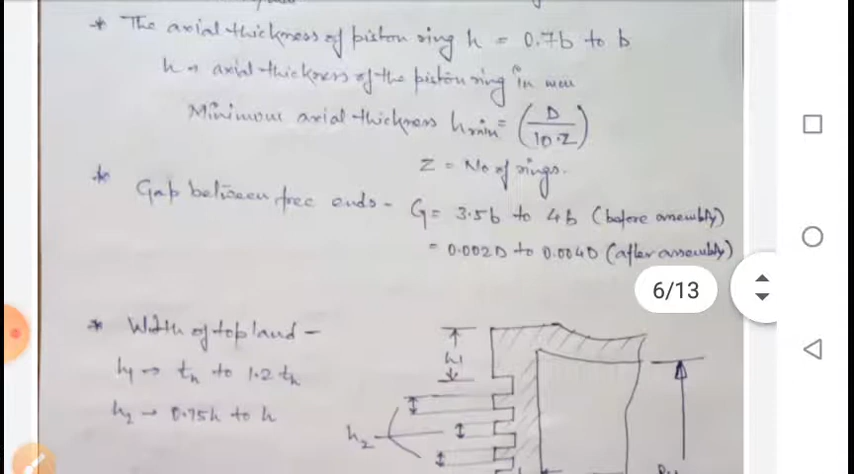 * The axial thickness of piston ring h = 0.7b to b
h → axial thickness of the piston ring in mm
Minimum axial thickness hmin = (D / 10·Z)
Z = No of rings.
* Gap between free ends - G = 3.5b to 4b (before assembly)
= 0.002D to 0.004D (after assembly)
6/13
* Width of top land -
h1 → th to 1.2 th
h2 → 0.75h to h
h1
h2